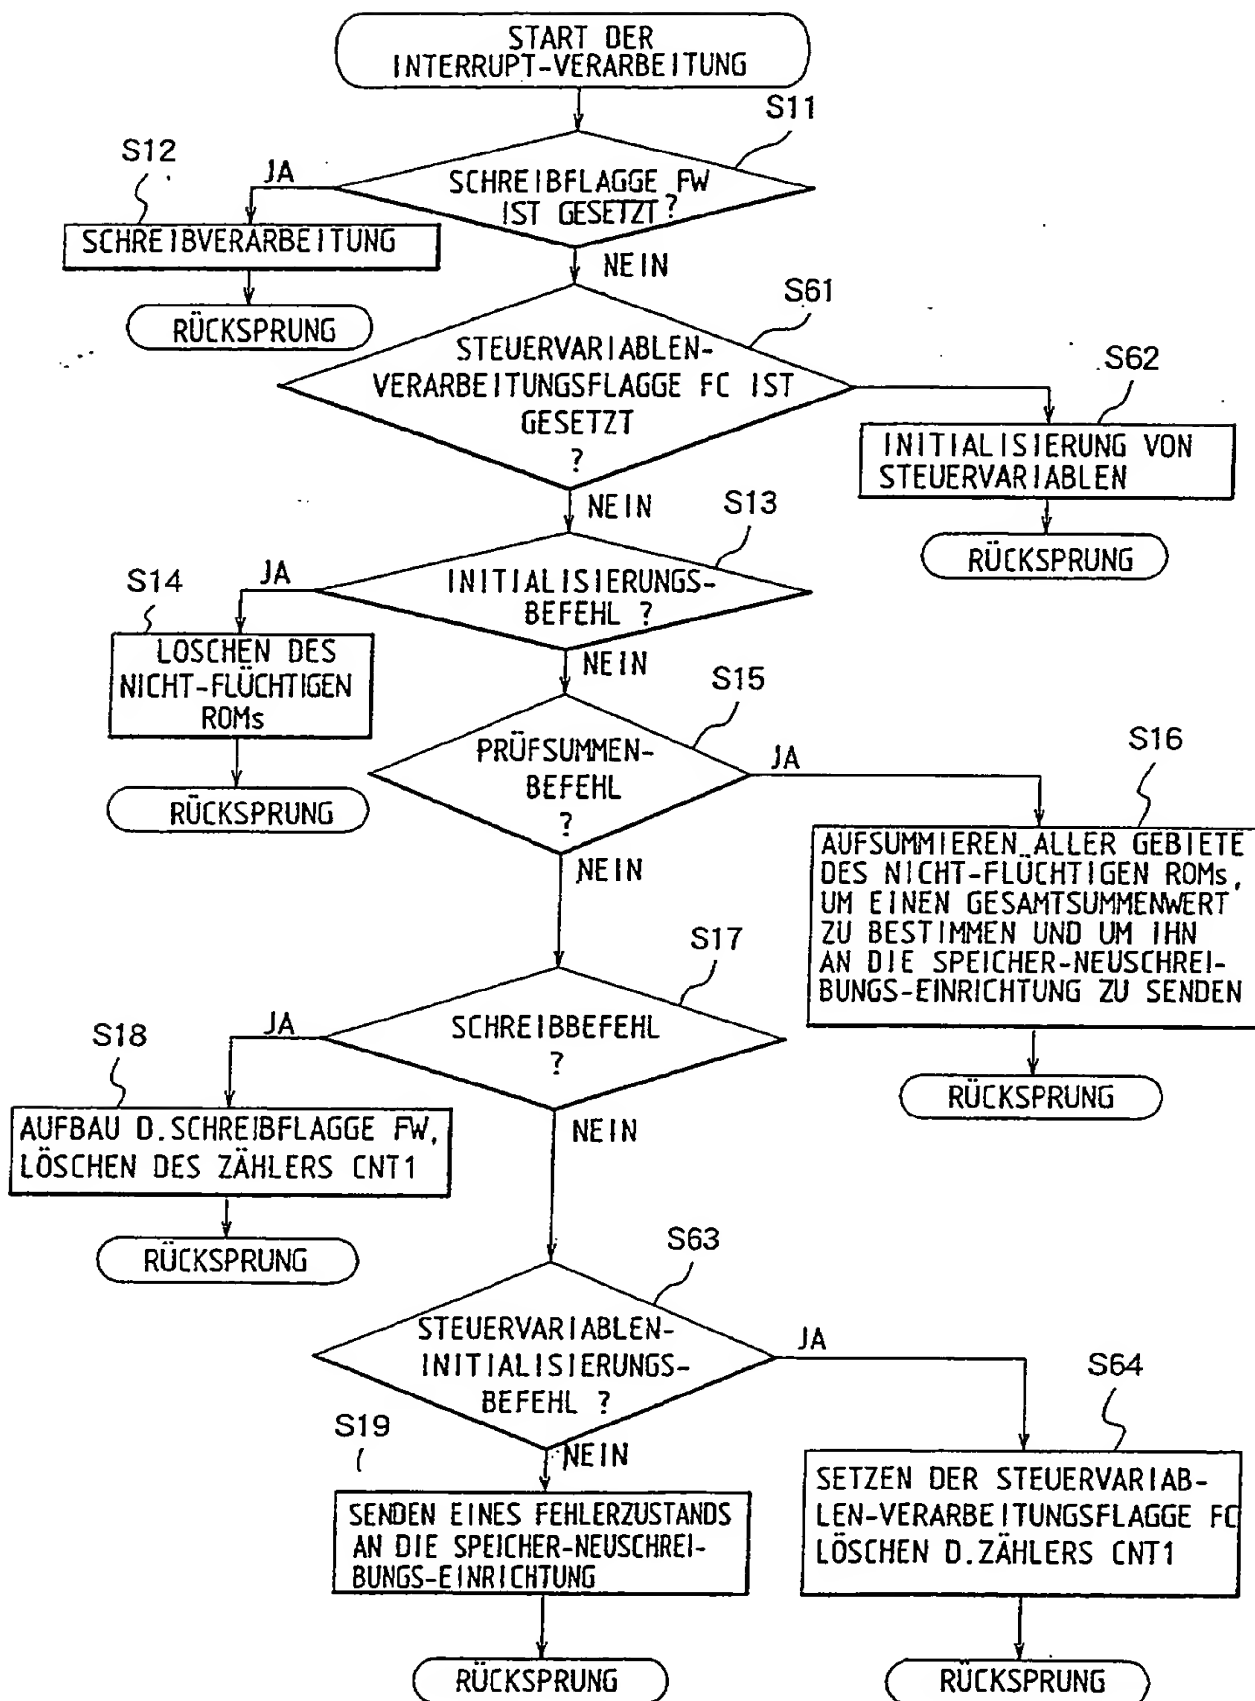 START DER
INTERRUPT-VERARBEITUNG
S11
S12
JA
SCHREIBFLAGGE FW
IST GESETZT?
SCHREIBVERARBEITUNG
NEIN
RÜCKSPRUNG
S61
STEUERVARIABLEN-
VERARBEITUNGSFLAGGE FC IST
GESETZT
?
S62
INITIALISIERUNG VON
STEUERVARIABLEN
NEIN
RÜCKSPRUNG
S13
S14
JA
INITIALISIERUNGS-
BEFEHL ?
LOSCHEN DES
NICHT-FLÜCHTIGEN
ROMs
NEIN
RÜCKSPRUNG
S15
PRÜFSUMMEN-
BEFEHL
?
JA
S16
AUFSUMMIEREN ALLER GEBIETE
DES NICHT-FLÜCHTIGEN ROMs,
UM EINEN GESAMTSUMMENWERT
ZU BESTIMMEN UND UM IHN
AN DIE SPEICHER-NEUSCHREI-
BUNGS-EINRICHTUNG ZU SENDEN
NEIN
RÜCKSPRUNG
S17
S18
JA
SCHREIBBEFEHL
?
AUFBAU D.SCHREIBFLAGGE FW,
LÖSCHEN DES ZÄHLERS CNT1
NEIN
RÜCKSPRUNG
S63
STEUERVARIABLEN-
INITIALISIERUNGS-
BEFEHL ?
JA
S64
SETZEN DER STEUERVARIAB-
LEN-VERARBEITUNGSFLAGGE FC
LÖSCHEN D.ZÄHLERS CNT1
RÜCKSPRUNG
S19
NEIN
SENDEN EINES FEHLERZUSTANDS
AN DIE SPEICHER-NEUSCHREI-
BUNGS-EINRICHTUNG
RÜCKSPRUNG